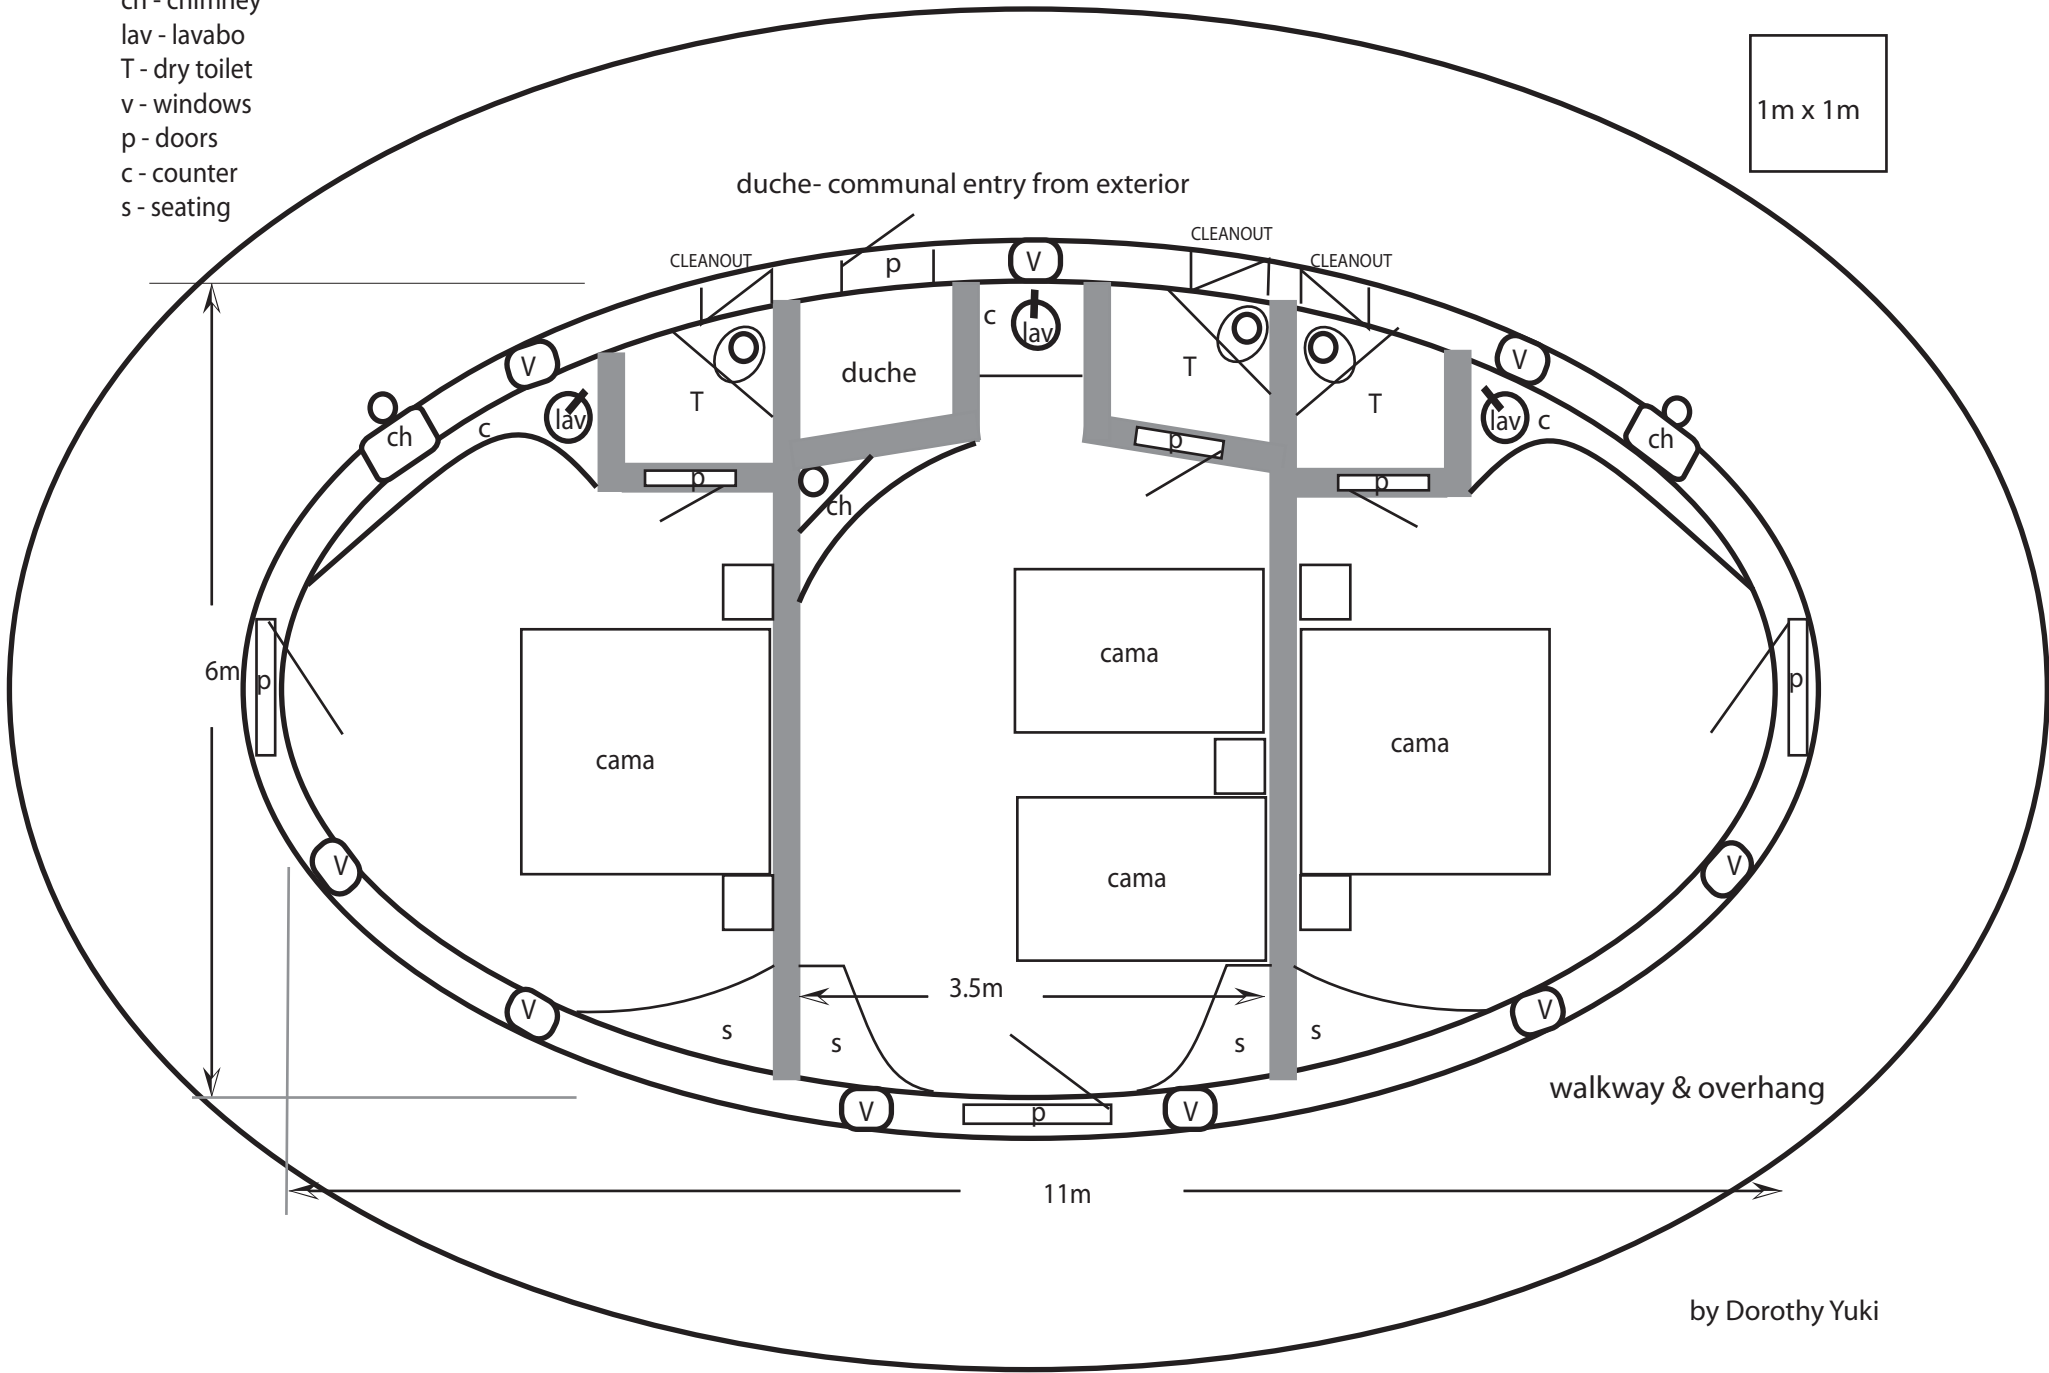 ch - chimney
lav - lavabo
T - dry toilet
v - windows
p - doors
c - counter
s - seating
1m x 1m
duche- communal entry from exterior
CLEANOUT
CLEANOUT
CLEANOUT
p
V
V
V
c
lav
duche
T
T
T
lav
c
lav
c
ch
ch
p
p
p
ch
cama
cama
cama
cama
6m
p
p
V
V
V
V
3.5m
s
s
s
s
V
p
V
walkway & overhang
11m
by Dorothy Yuki